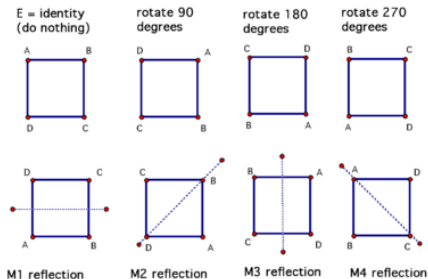 E = identity
(do nothing)
rotate 90
degrees
rotate 180
degrees
rotate 270
degrees
A B
D C
D A
C B
C D
B A
B C
A D
D C
A B
C B
D A
B A
C D
A D
B C
M1 reflection
M2 reflection
M3 reflection
M4 reflection